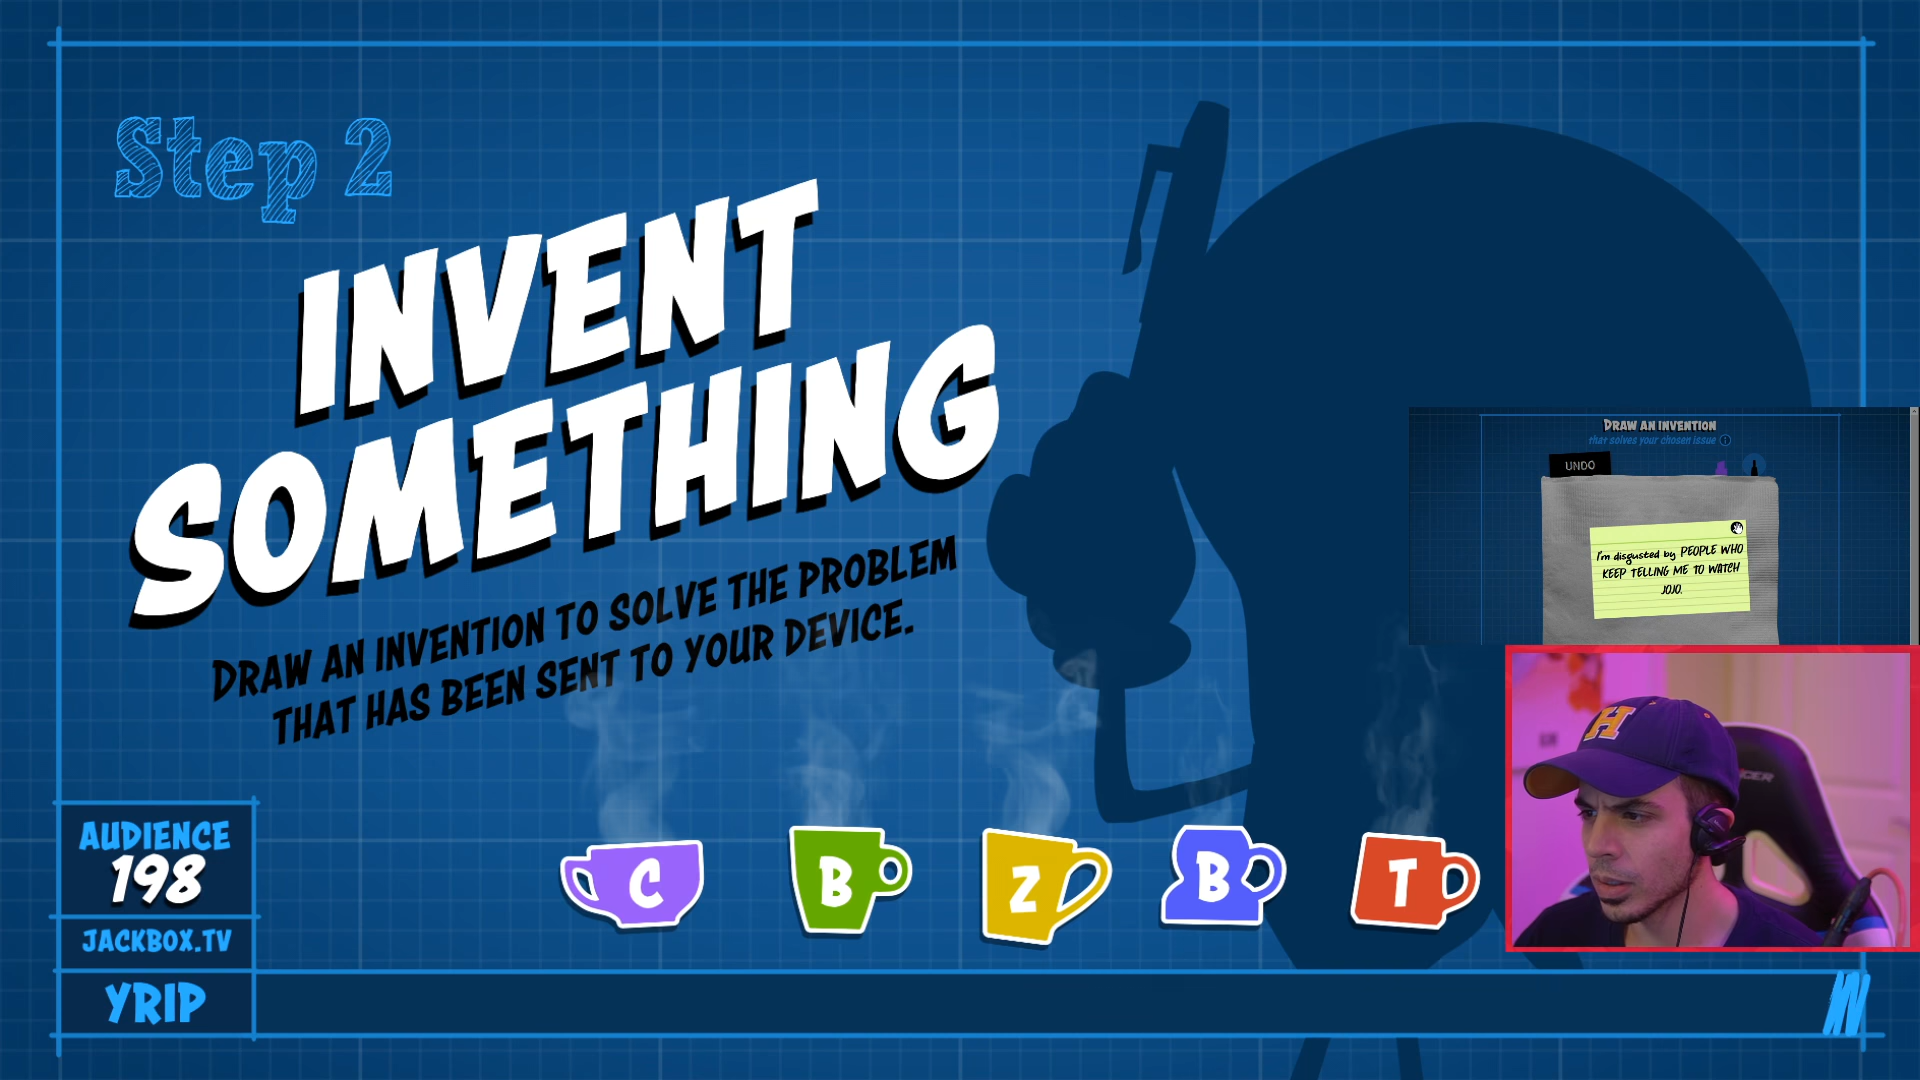 Step 2
INVENT
SOMETHING
DRAW AN INVENTION TO SOLVE THE PROBLEM
THAT HAS BEEN SENT TO YOUR DEVICE.
DRAW AN INVENTION
that solves your chosen issue
UNDO
I'm disgusted by PEOPLE WHO
KEEP TELLING ME TO WATCH
JOJO.
C
B
Z
B
T
H
AUDIENCE
198
JACKBOX.TV
YRIP